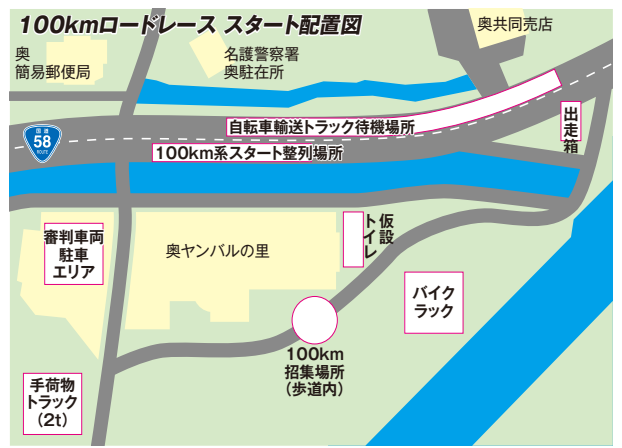 100kmロードレース スタート配置図
奥共同売店
奥
簡易郵便局
名護警察署
奥駐在所
国道
58
ROUTE
自転車輸送トラック待機場所
100km系スタート整列場所
出走箱
審判車両
駐車
エリア
奥ヤンバルの里
仮設
トイレ
バイク
ラック
100km
招集場所
(歩道内)
手荷物
トラック
(2t)